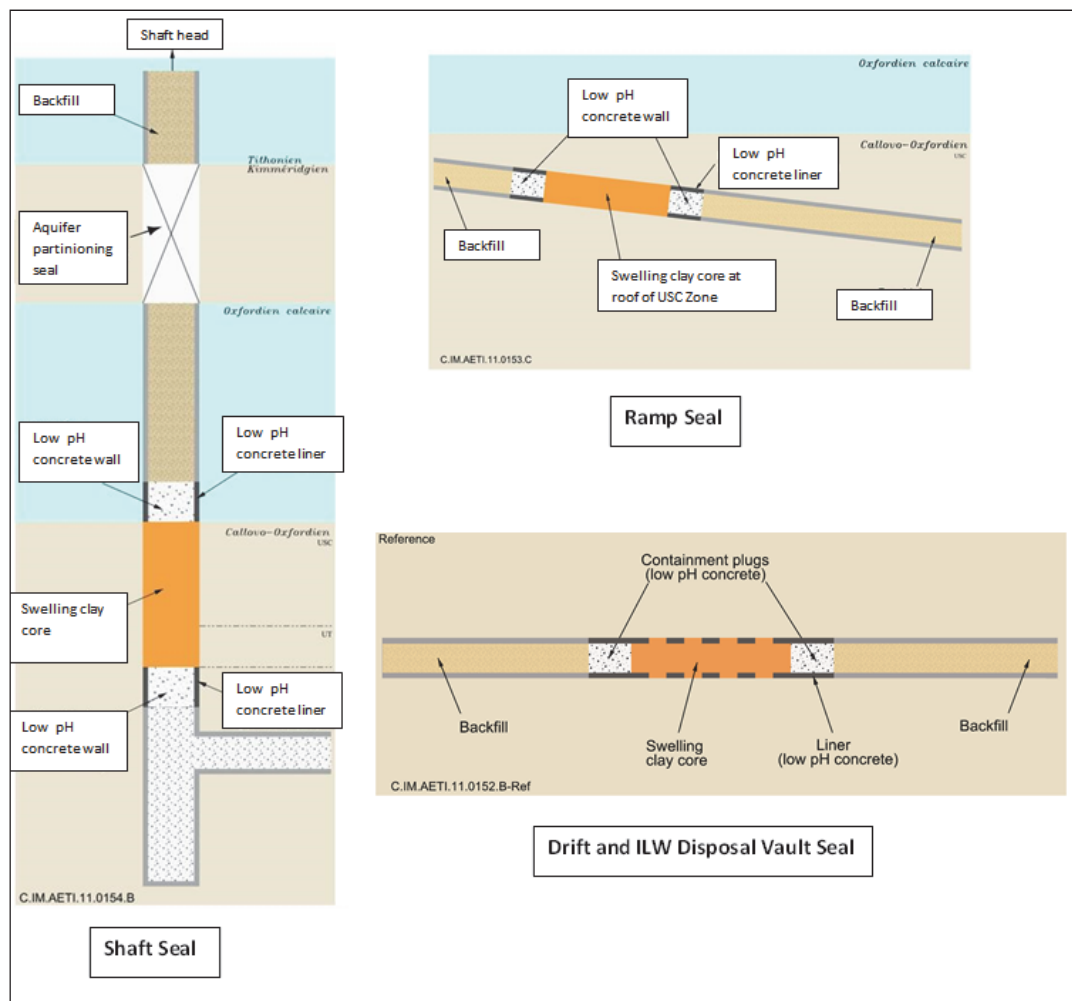 Shaft head
Backfill
Tithonien
Kimméridgien
Aquifer
partinioning
seal
Oxfordien calcaire
Low pH
concrete wall
Low pH
concrete liner
Callovo-Oxfordien
USC
Swelling clay
core
UT
Low pH
concrete liner
Low pH
concrete wall
C.IM.AETI.11.0154.B
Shaft Seal
Oxfordien calcaire
Low pH
concrete wall
Callovo-Oxfordien
USC
Low pH
concrete liner
Backfill
Swelling clay core at
roof of USC Zone
Backfill
C.IM.AETI.11.0153.C
Ramp Seal
Reference
Containment plugs
(low pH concrete)
Backfill
Swelling
clay core
Liner
(low pH concrete)
Backfill
C.IM.AETI.11.0152.B-Ref
Drift and ILW Disposal Vault Seal